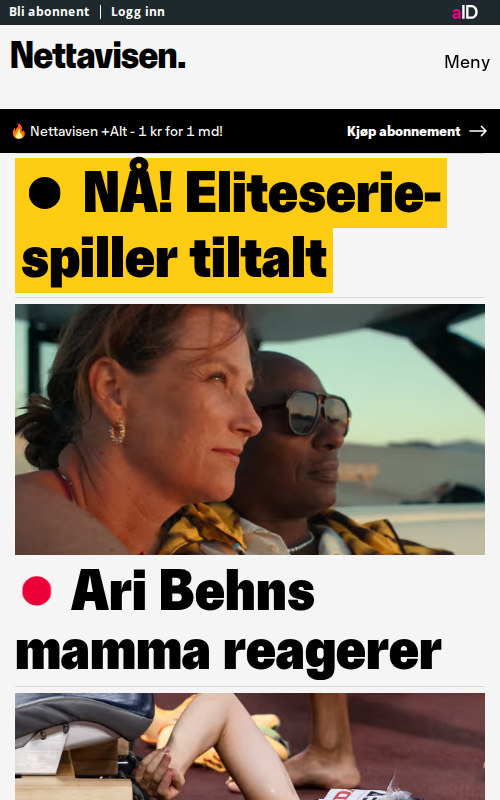 Bli abonnent | Logg inn
aID
Nettavisen.
Meny
🔥 Nettavisen +Alt - 1 kr for 1 md!
Kjøp abonnement →
● NÅ! Eliteserie-
spiller tiltalt
● Ari Behns
mamma reagerer